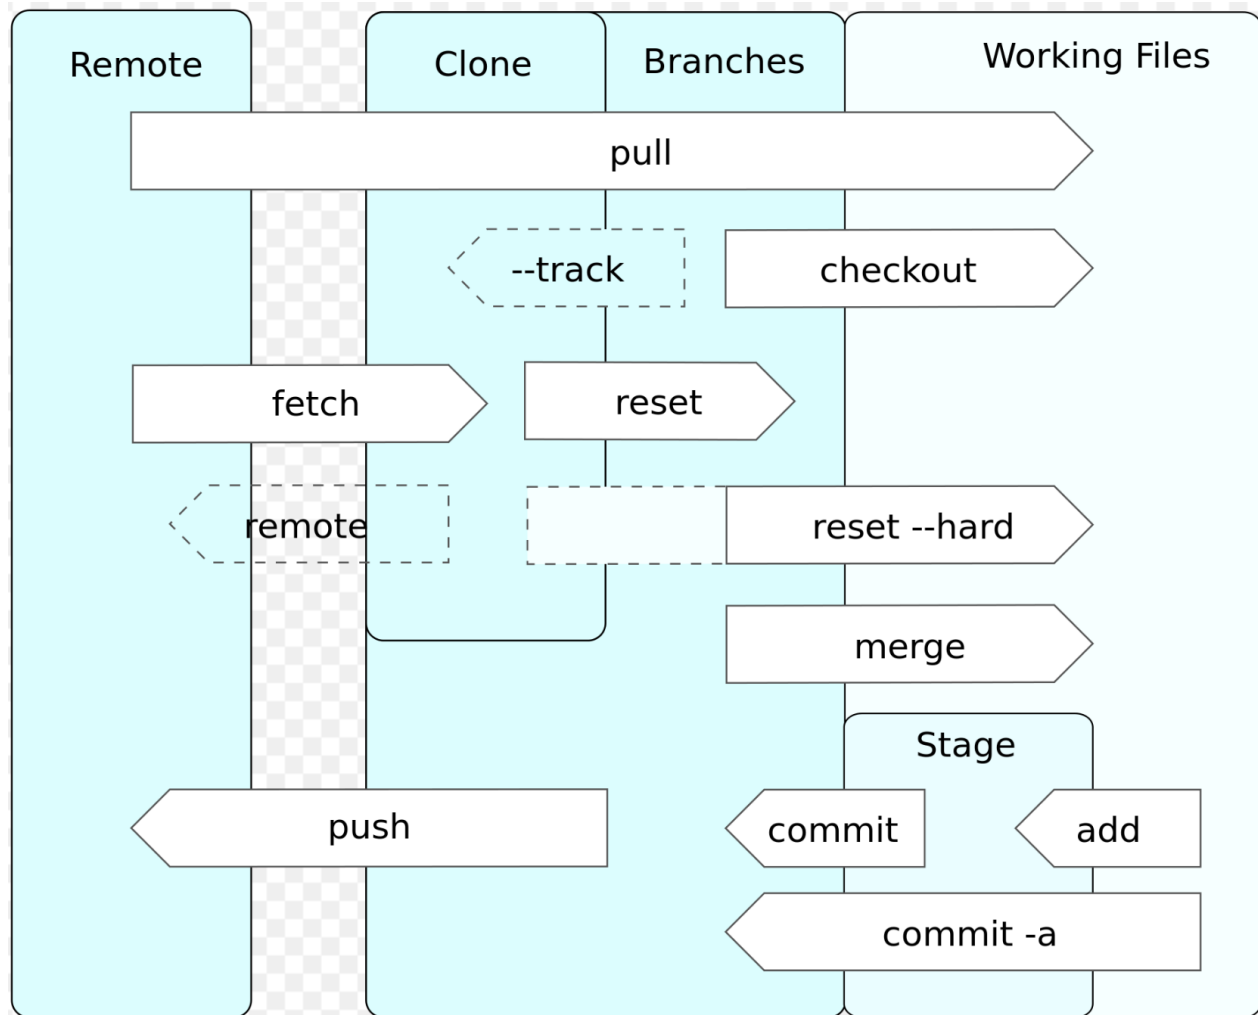 Remote
Clone
Branches
Working Files
pull
--track
checkout
fetch
reset
remote
reset --hard
merge
Stage
push
commit
add
commit -a